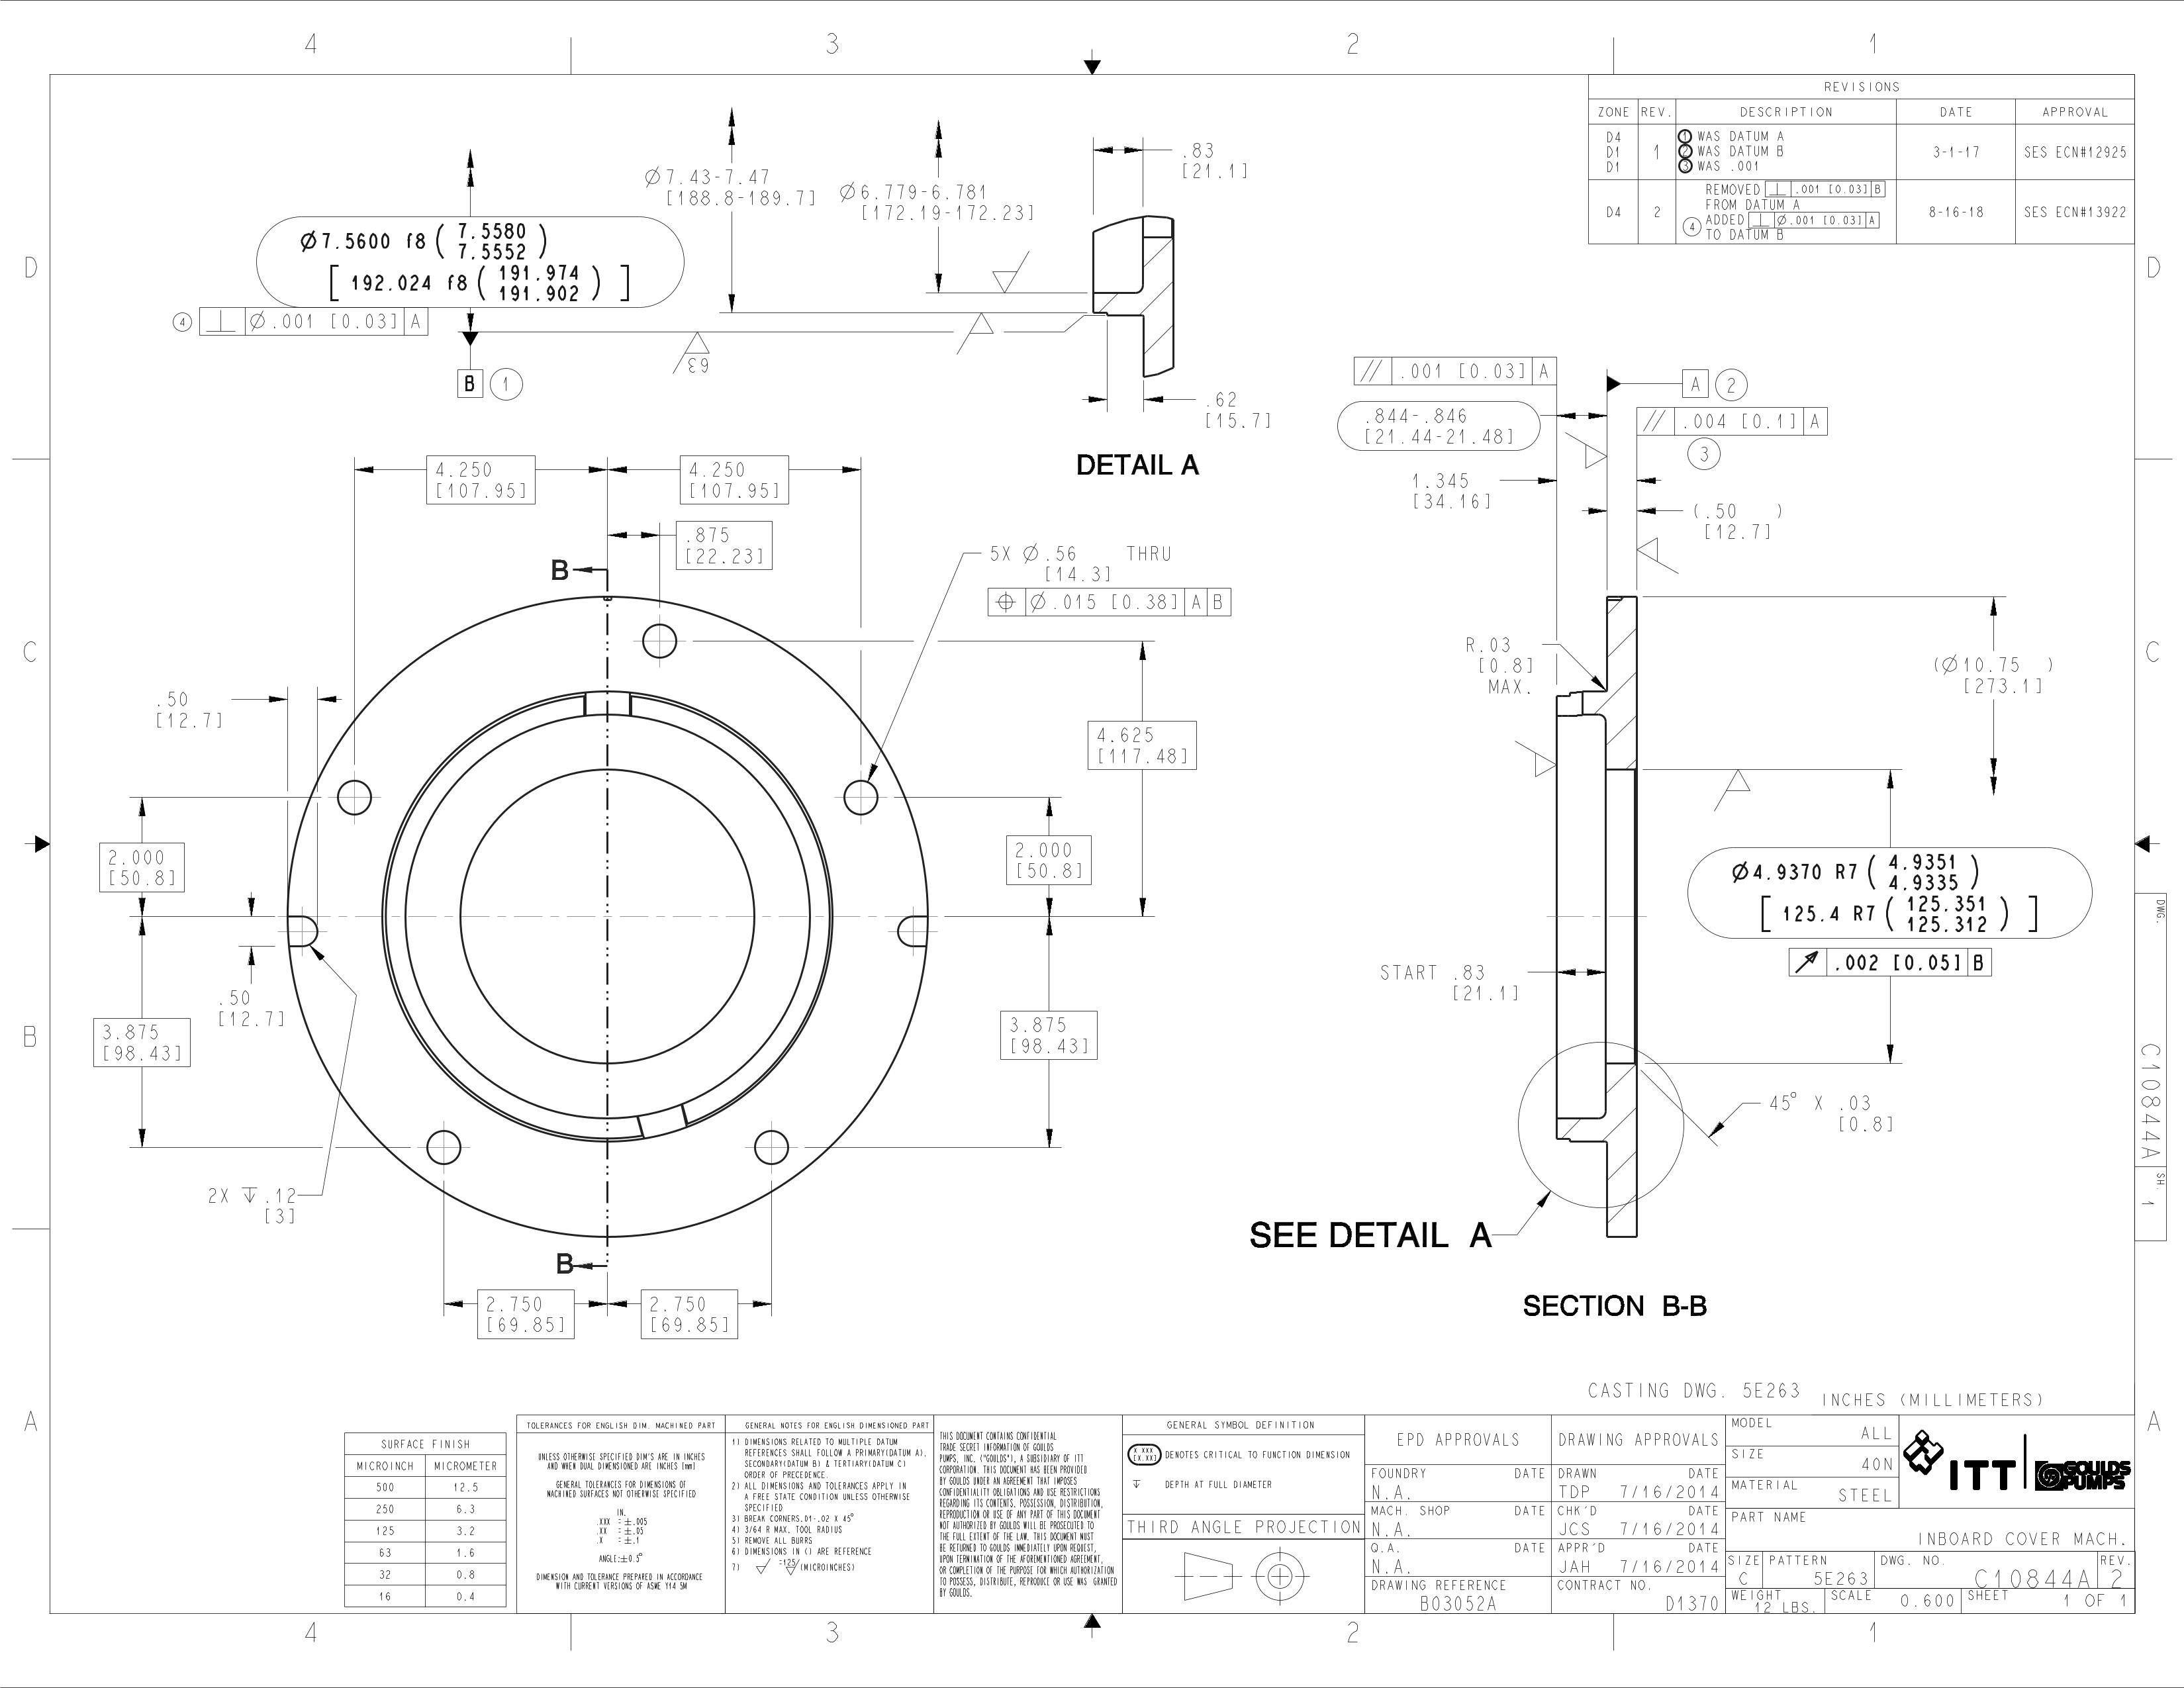 4
3
2
1
REVISIONS
ZONE REV. DESCRIPTION DATE APPROVAL
D4 1 ① WAS DATUM A 3-1-17 SES ECN#12925
D1 ② WAS DATUM B
D1 ③ WAS .001
D4 2 REMOVED ⊥ .001 [0.03] B 8-16-18 SES ECN#13922
FROM DATUM A
④ ADDED ⊥ Ø.001 [0.03] A
TO DATUM B
D
D
C
C
B
B
A
A
Ø7.5600 f8 ( 7.5580
7.5552 )
[ 192.024 f8 ( 191.974
191.902 ) ]
④ ⊥ Ø.001 [0.03] A
B ①
Ø7.43-7.47
[188.8-189.7]
Ø6.779-6.781
[172.19-172.23]
.83
[21.1]
63
.62
[15.7]
DETAIL A
// .001 [0.03] A
A ②
.844-.846
[21.44-21.48]
// .004 [0.1] A
③
1.345
[34.16]
(.50 )
[12.7]
4.250
[107.95]
4.250
[107.95]
.875
[22.23]
B
5X Ø.56 THRU
[14.3]
⌖ Ø.015 [0.38] A B
R.03
[0.8]
MAX.
(Ø10.75 )
[273.1]
.50
[12.7]
4.625
[117.48]
2.000
[50.8]
2.000
[50.8]
Ø4.9370 R7 ( 4.9351
4.9335 )
[ 125.4 R7 ( 125.351
125.312 ) ]
↗ .002 [0.05] B
START .83
[21.1]
.50
[12.7]
3.875
[98.43]
3.875
[98.43]
45° X .03
[0.8]
2X ↧ .12
[3]
SEE DETAIL A
B
2.750
[69.85]
2.750
[69.85]
SECTION B-B
DWG.
C10844A
SH.
1
CASTING DWG. 5E263
INCHES (MILLIMETERS)
SURFACE FINISH
MICROINCH MICROMETER
500 12.5
250 6.3
125 3.2
63 1.6
32 0.8
16 0.4
TOLERANCES FOR ENGLISH DIM. MACHINED PART
UNLESS OTHERWISE SPECIFIED DIM'S ARE IN INCHES
AND WHEN DUAL DIMENSIONED ARE INCHES [mm]
GENERAL TOLERANCES FOR DIMENSIONS OF
MACHINED SURFACES NOT OTHERWISE SPECIFIED
IN.
.XXX = ±.005
.XX = ±.05
.X = ±.1
ANGLE:±0.5°
DIMENSION AND TOLERANCE PREPARED IN ACCORDANCE
WITH CURRENT VERSIONS OF ASME Y14 5M
GENERAL NOTES FOR ENGLISH DIMENSIONED PART
1) DIMENSIONS RELATED TO MULTIPLE DATUM
REFERENCES SHALL FOLLOW A PRIMARY(DATUM A),
SECONDARY(DATUM B) & TERTIARY(DATUM C)
ORDER OF PRECEDENCE.
2) ALL DIMENSIONS AND TOLERANCES APPLY IN
A FREE STATE CONDITION UNLESS OTHERWISE
SPECIFIED
3) BREAK CORNERS.01-.02 X 45°
4) 3/64 R MAX. TOOL RADIUS
5) REMOVE ALL BURRS
6) DIMENSIONS IN () ARE REFERENCE
7) =125/ (MICROINCHES)
THIS DOCUMENT CONTAINS CONFIDENTIAL
TRADE SECRET INFORMATION OF GOULDS
PUMPS, INC. ("GOULDS"), A SUBSIDIARY OF ITT
CORPORATION. THIS DOCUMENT HAS BEEN PROVIDED
BY GOULDS UNDER AN AGREEMENT THAT IMPOSES
CONFIDENTIALITY OBLIGATIONS AND USE RESTRICTIONS
REGARDING ITS CONTENTS. POSSESSION, DISTRIBUTION,
REPRODUCTION OR USE OF ANY PART OF THIS DOCUMENT
NOT AUTHORIZED BY GOULDS WILL BE PROSECUTED TO
THE FULL EXTENT OF THE LAW. THIS DOCUMENT MUST
BE RETURNED TO GOULDS IMMEDIATELY UPON REQUEST,
UPON TERMINATION OF THE AFOREMENTIONED AGREEMENT,
OR COMPLETION OF THE PURPOSE FOR WHICH AUTHORIZATION
TO POSSESS, DISTRIBUTE, REPRODUCE OR USE WAS GRANTED
BY GOULDS.
GENERAL SYMBOL DEFINITION
X.XXX
[X.XX] DENOTES CRITICAL TO FUNCTION DIMENSION
↧ DEPTH AT FULL DIAMETER
THIRD ANGLE PROJECTION
EPD APPROVALS
FOUNDRY DATE
N.A.
MACH. SHOP DATE
N.A.
Q.A. DATE
N.A.
DRAWING REFERENCE
B03052A
DRAWING APPROVALS
DRAWN DATE
TDP 7/16/2014
CHK'D DATE
JCS 7/16/2014
APPR'D DATE
JAH 7/16/2014
CONTRACT NO.
D1370
MODEL
ALL
SIZE
40N
MATERIAL
STEEL
ITT
GOULDS
PUMPS
PART NAME
INBOARD COVER MACH.
SIZE PATTERN DWG. NO. REV.
C 5E263 C10844A 2
WEIGHT SCALE SHEET
12 LBS. 0.600 1 OF 1
4
3
2
1